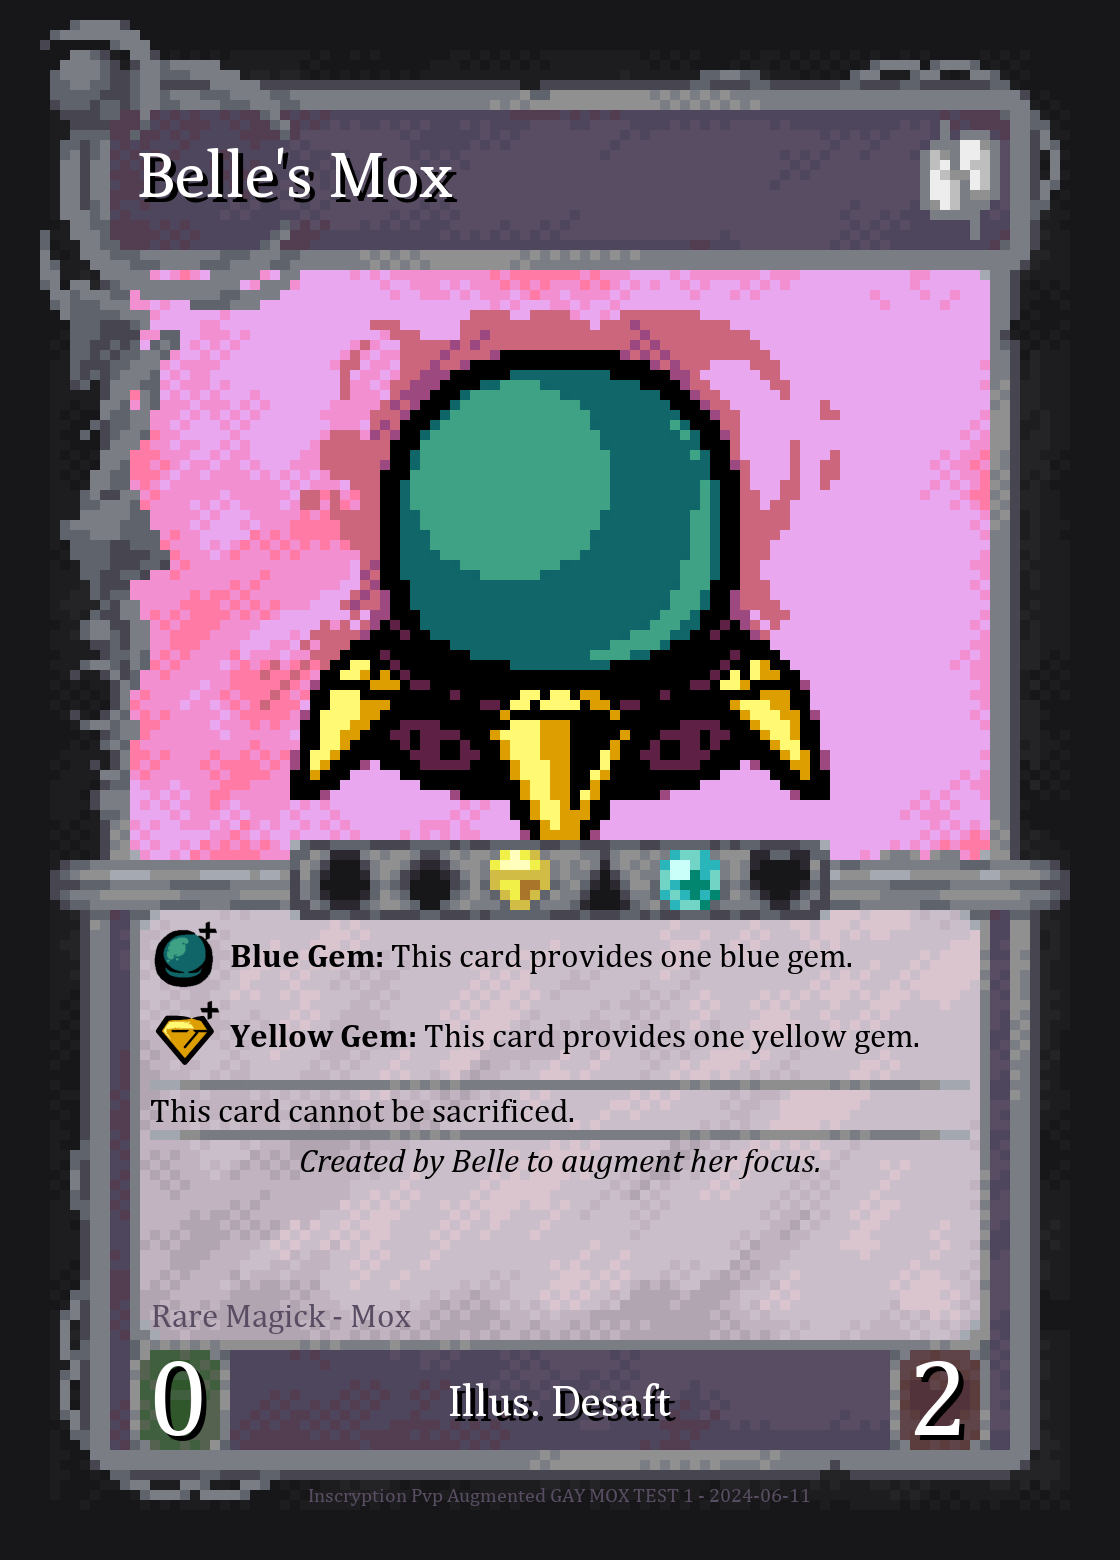 Belle's Mox
Blue Gem: This card provides one blue gem.
Yellow Gem: This card provides one yellow gem.
This card cannot be sacrificed.
Created by Belle to augment her focus.
Rare Magick - Mox
0
Illus. Desaft
2
Inscryption Pvp Augmented GAY MOX TEST 1 - 2024-06-11